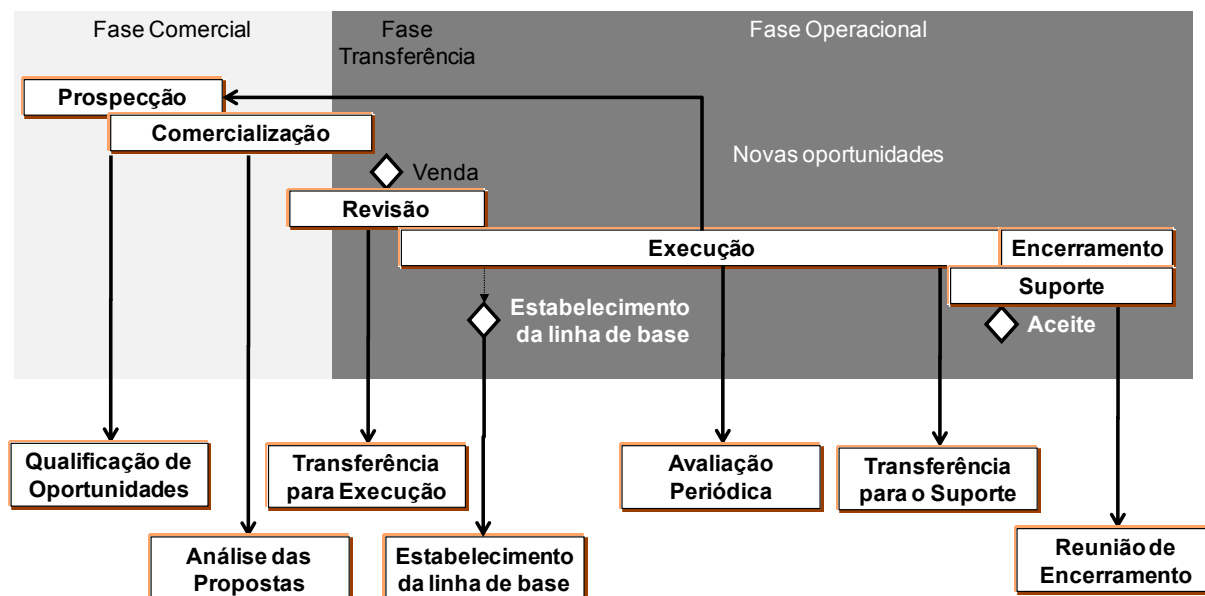 Fase Comercial
Fase
Transferência
Fase Operacional
Prospecção
Comercialização
Novas oportunidades
Venda
Revisão
Execução
Encerramento
Suporte
Estabelecimento
da linha de base
Aceite
Qualificação de
Oportunidades
Transferência
para Execução
Avaliação
Periódica
Transferência
para o Suporte
Análise das
Propostas
Estabelecimento
da linha de base
Reunião de
Encerramento